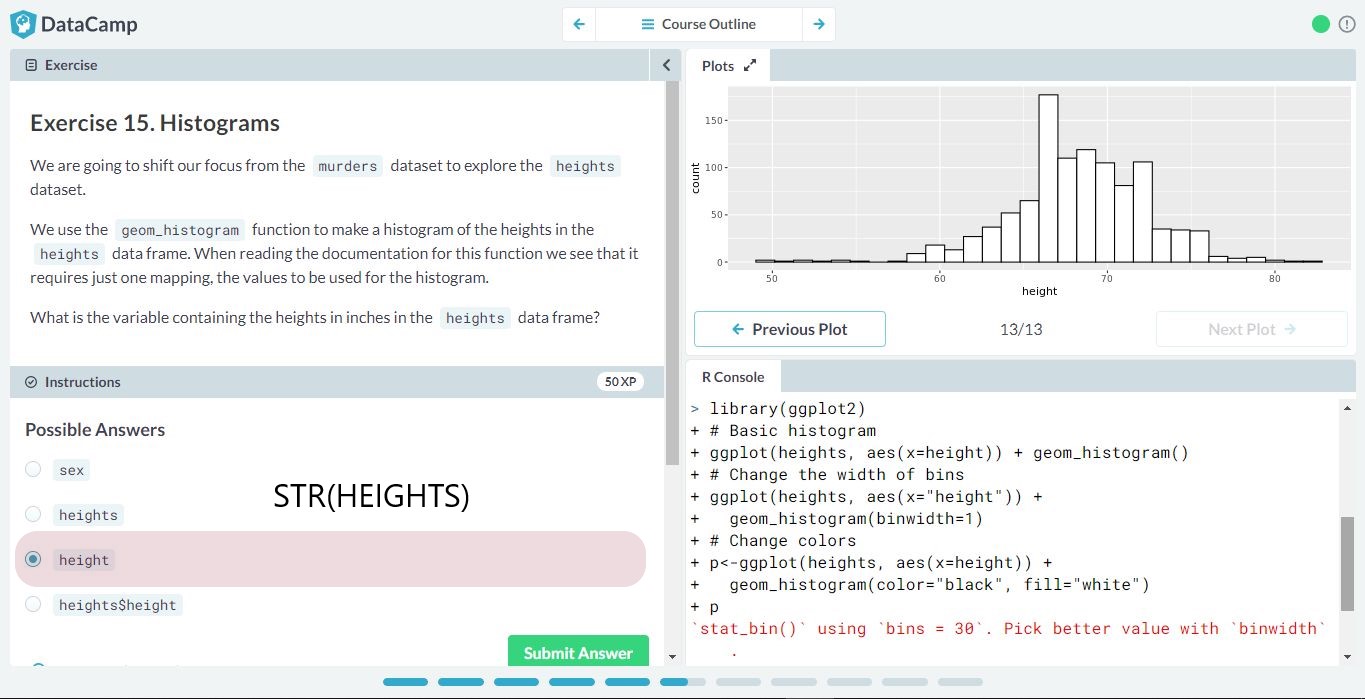 DataCamp
Course Outline
Exercise
Exercise 15. Histograms
We are going to shift our focus from the murders dataset to explore the heights
dataset.
We use the geom_histogram function to make a histogram of the heights in the
heights data frame. When reading the documentation for this function we see that it
requires just one mapping, the values to be used for the histogram.
What is the variable containing the heights in inches in the heights data frame?
Instructions
50 XP
Possible Answers
sex
STR(HEIGHTS)
heights
height
heights$height
Submit Answer
Plots
150
100
50
0
count
50 60 70 80
height
Previous Plot
13/13
Next Plot
R Console
> library(ggplot2)
+ # Basic histogram
+ ggplot(heights, aes(x=height)) + geom_histogram()
+ # Change the width of bins
+ ggplot(heights, aes(x="height")) +
+   geom_histogram(binwidth=1)
+ # Change colors
+ p<-ggplot(heights, aes(x=height)) +
+   geom_histogram(color="black", fill="white")
+ p
`stat_bin()` using `bins = 30`. Pick better value with `binwidth`
.